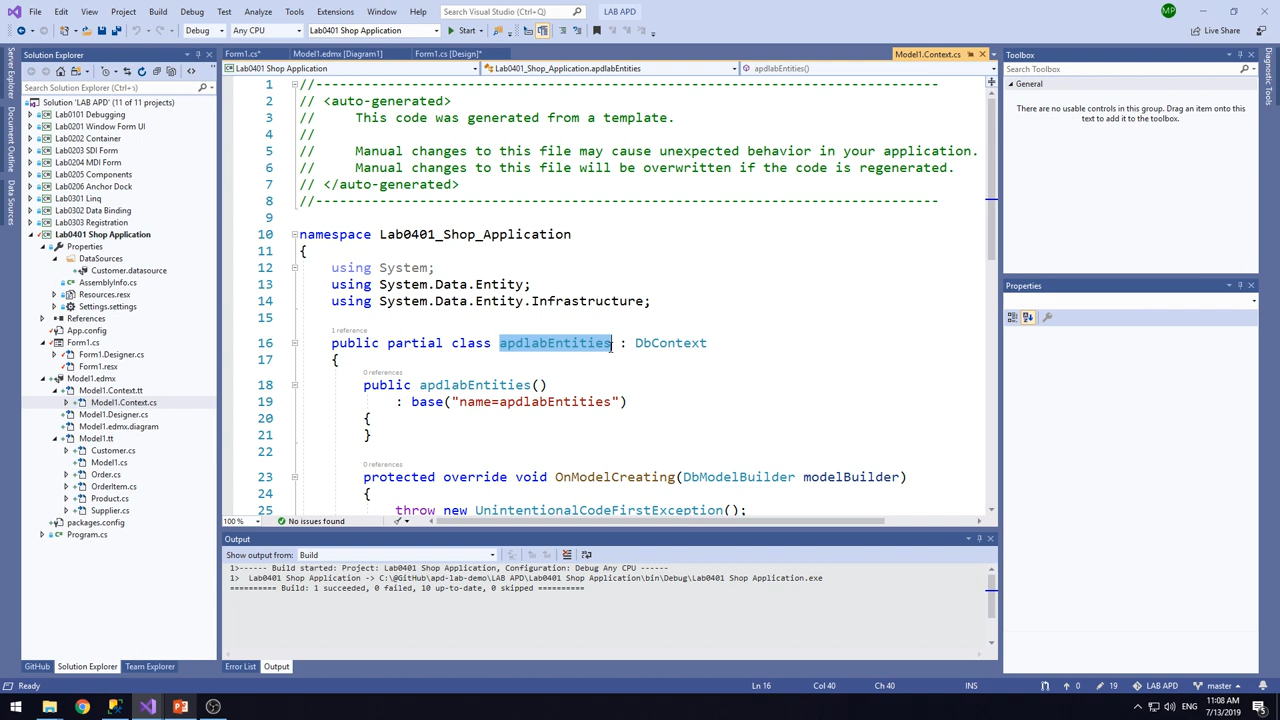 File Edit View Project Build Debug Team Test Analyze Tools Extensions Window Help Search Visual Studio (Ctrl+Q) LAB APD MP
Debug Any CPU Lab0401 Shop Application Start Live Share
Solution Explorer
Search Solution Explorer (Ctrl+;)
Solution 'LAB APD' (11 of 11 projects)
Lab0101 Debugging
Lab0201 Window Form UI
Lab0202 Container
Lab0203 SDI Form
Lab0204 MDI Form
Lab0205 Components
Lab0206 Anchor Dock
Lab0301 Linq
Lab0302 Data Binding
Lab0303 Registration
Lab0401 Shop Application
Properties
DataSources
Customer.datasource
AssemblyInfo.cs
Resources.resx
Settings.settings
References
App.config
Form1.cs
Form1.Designer.cs
Form1.resx
Model1.edmx
Model1.Context.tt
Model1.Context.cs
Model1.Designer.cs
Model1.edmx.diagram
Model1.tt
Customer.cs
Model1.cs
Order.cs
OrderItem.cs
Product.cs
Supplier.cs
packages.config
Program.cs
GitHub Solution Explorer Team Explorer
Server Explorer
Document Outline
Data Sources
Form1.cs* Model1.edmx [Diagram1] Form1.cs [Design]* Model1.Context.cs
Lab0401 Shop Application Lab0401_Shop_Application.apdlabEntities apdlabEntities()
1 //------------------------------------------------------------------------------
2 // <auto-generated>
3 //     This code was generated from a template.
4 //
5 //     Manual changes to this file may cause unexpected behavior in your application.
6 //     Manual changes to this file will be overwritten if the code is regenerated.
7 // </auto-generated>
8 //------------------------------------------------------------------------------
9
10 namespace Lab0401_Shop_Application
11 {
12 using System;
13 using System.Data.Entity;
14 using System.Data.Entity.Infrastructure;
15
1 reference
16 public partial class apdlabEntities : DbContext
17 {
0 references
18 public apdlabEntities()
19 : base("name=apdlabEntities")
20 {
21 }
22
0 references
23 protected override void OnModelCreating(DbModelBuilder modelBuilder)
24 {
25 throw new UnintentionalCodeFirstException();
100 % No issues found
Output
Show output from: Build
1>------ Build started: Project: Lab0401 Shop Application, Configuration: Debug Any CPU ------
1>  Lab0401 Shop Application -> C:\@GitHub\apd-lab-demo\LAB APD\Lab0401 Shop Application\bin\Debug\Lab0401 Shop Application.exe
========== Build: 1 succeeded, 0 failed, 10 up-to-date, 0 skipped ==========
Error List Output
Toolbox
Search Toolbox
General
There are no usable controls in this group. Drag an item onto this text to add it to the toolbox.
Properties
Diagnostic Tools
Ready Ln 16 Col 40 Ch 40 INS 0 19 LAB APD master
ENG 11:08 AM
7/13/2019
5